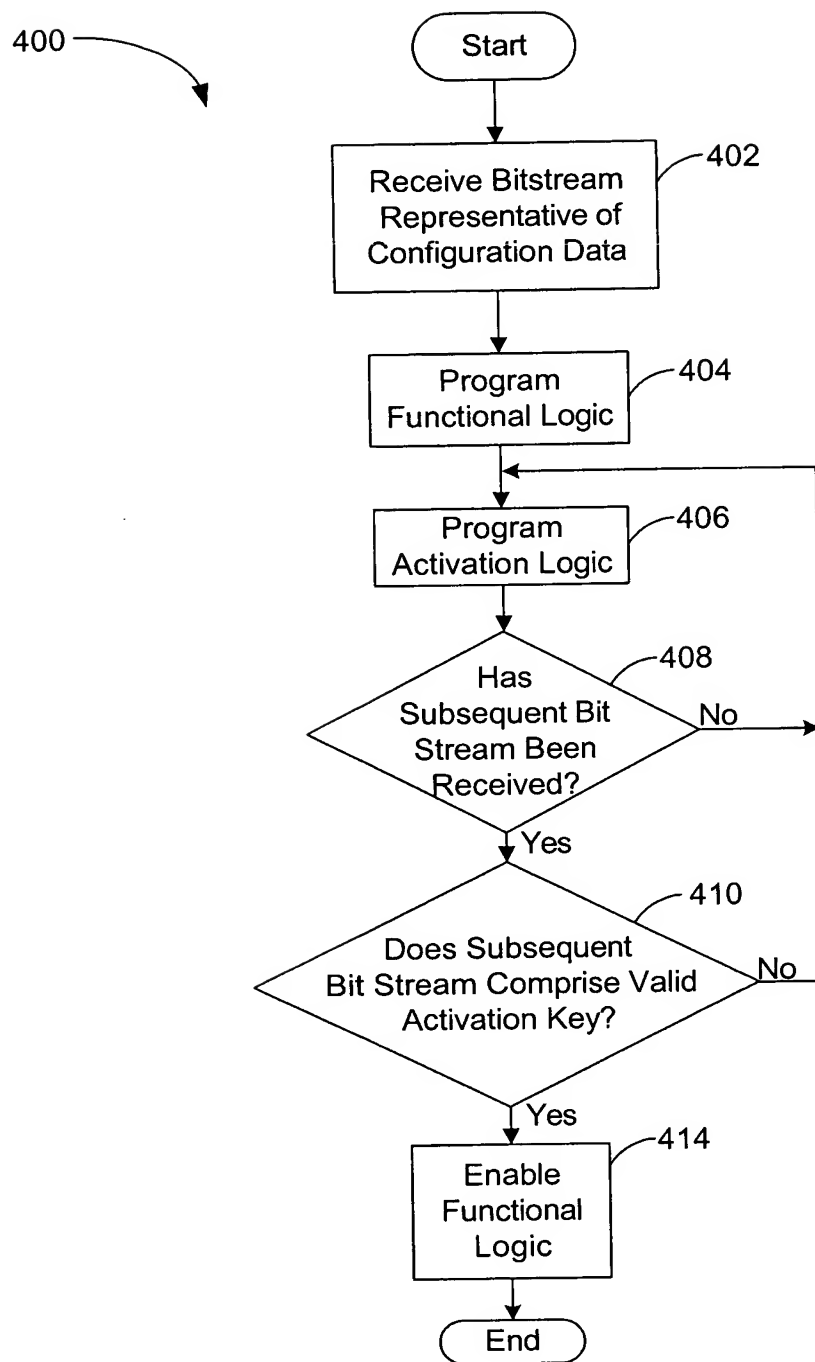 400
Start
402
Receive Bitstream
Representative of
Configuration Data
404
Program
Functional Logic
406
Program
Activation Logic
408
Has
Subsequent Bit
Stream Been
Received?
No
Yes
410
Does Subsequent
Bit Stream Comprise Valid
Activation Key?
No
Yes
414
Enable
Functional
Logic
End